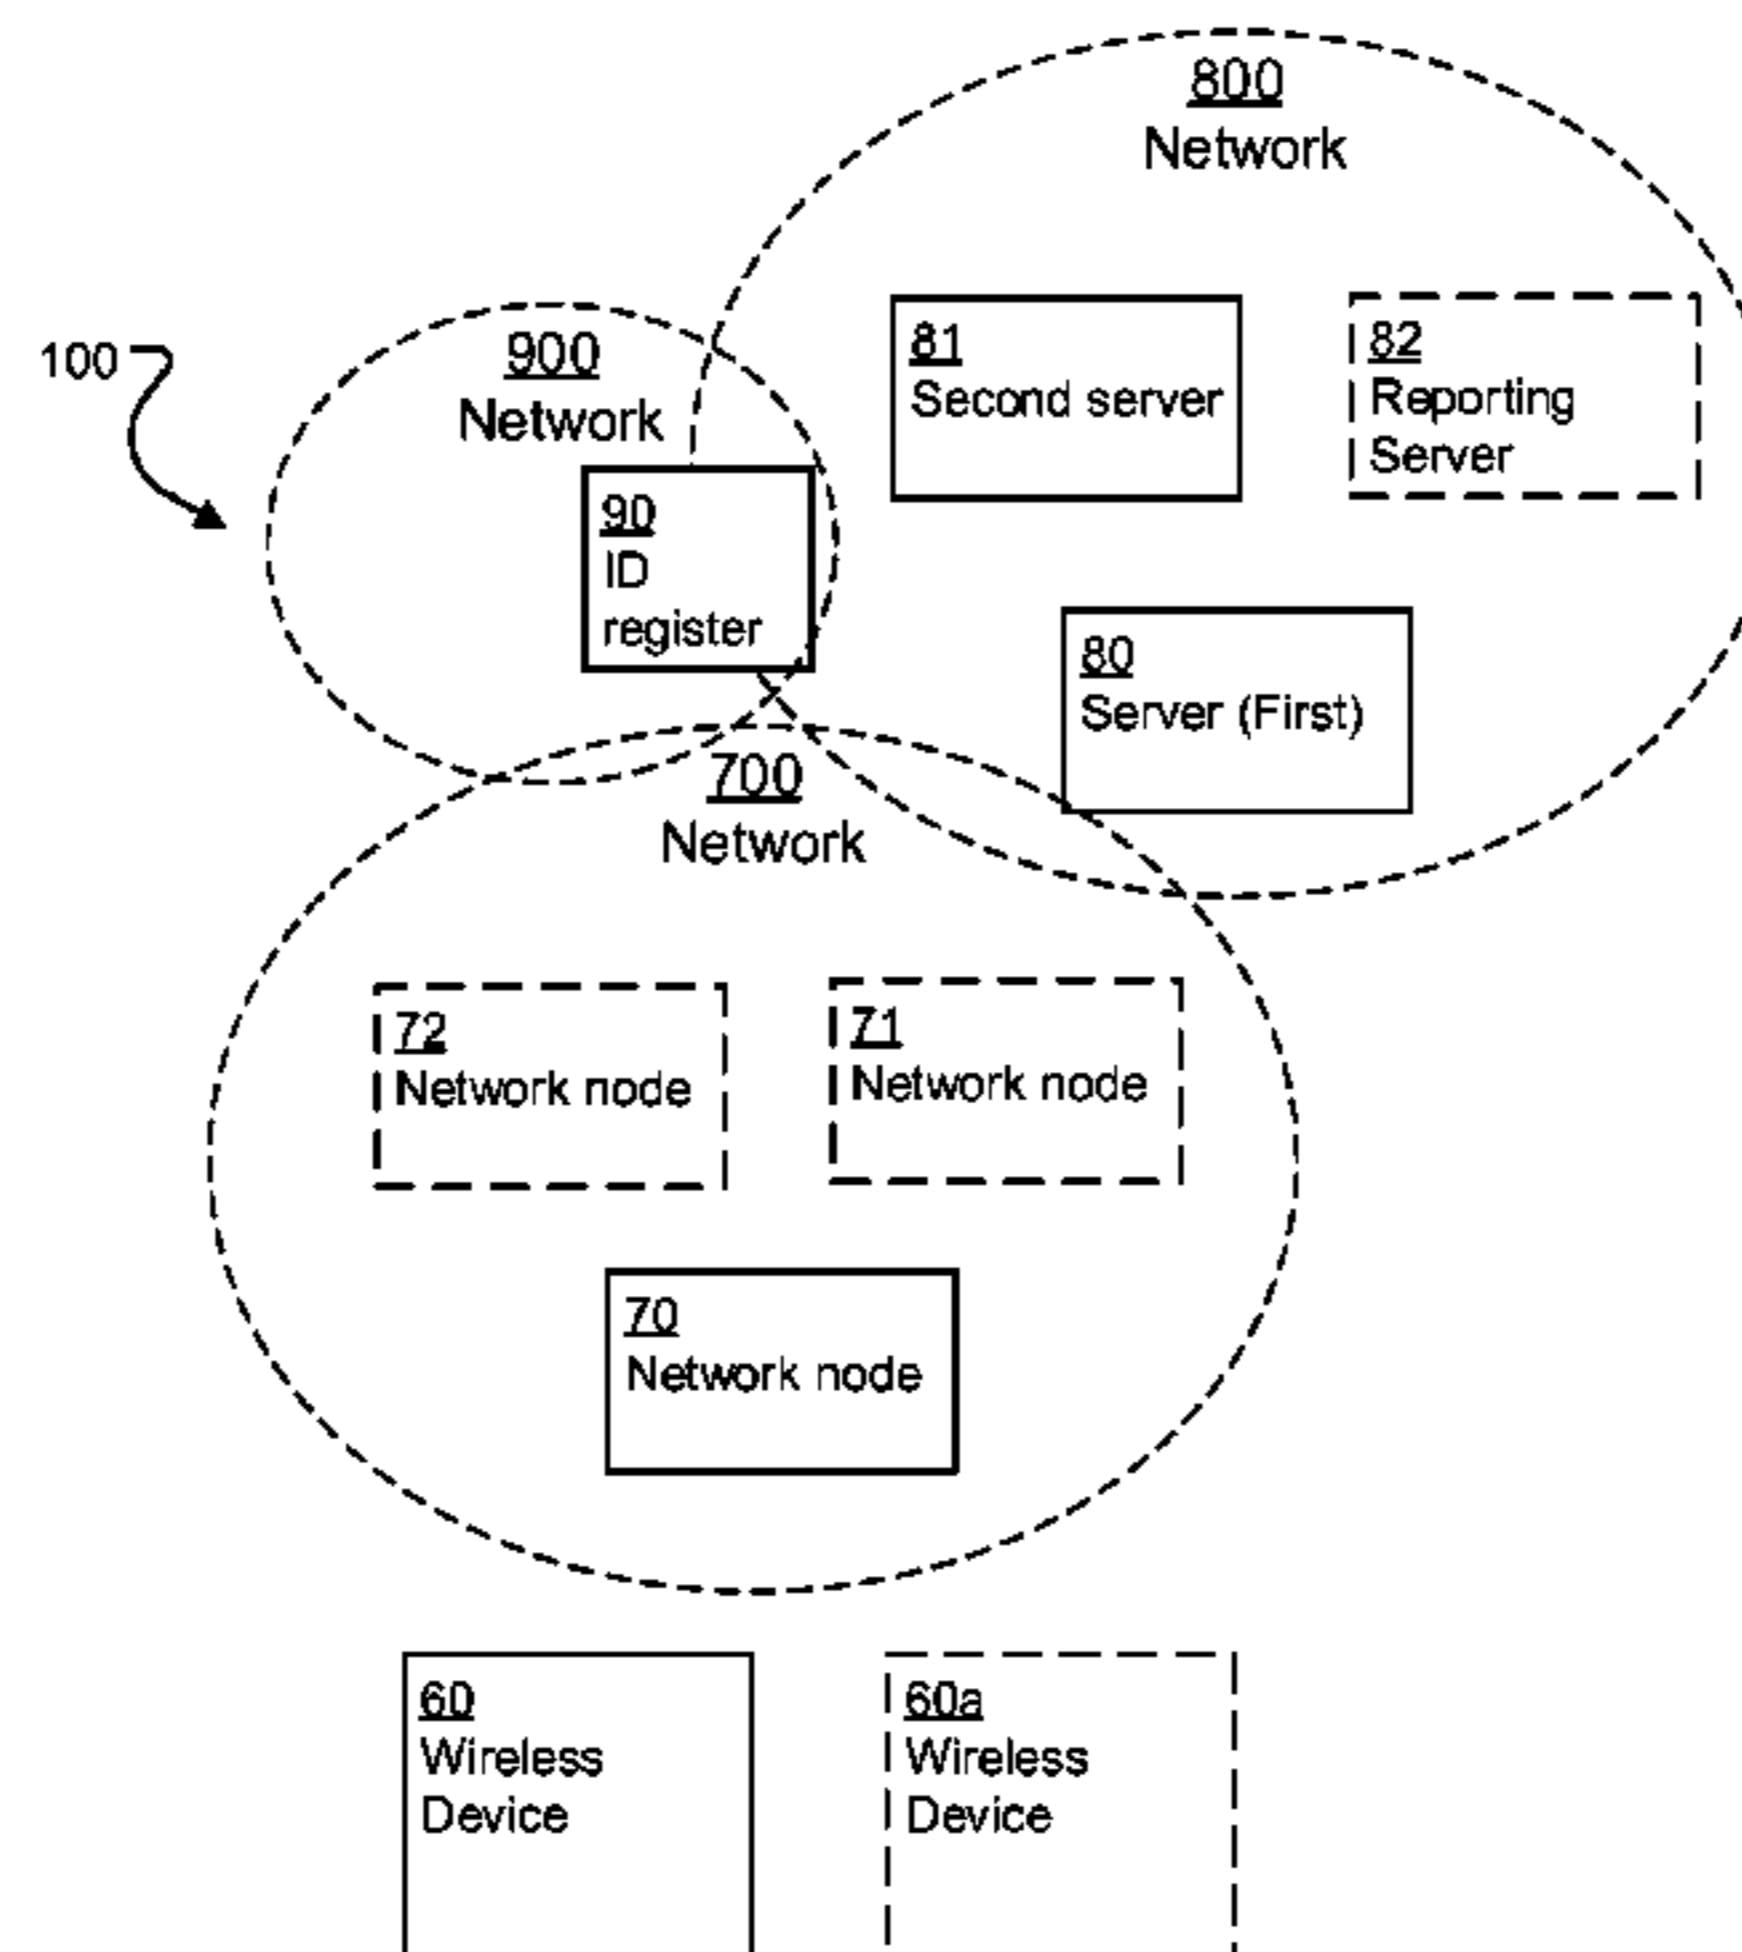 800
Network
100
900
Network
81
Second server
82
Reporting
Server
90
ID
register
80
Server (First)
700
Network
72
Network node
71
Network node
70
Network node
60
Wireless
Device
60a
Wireless
Device